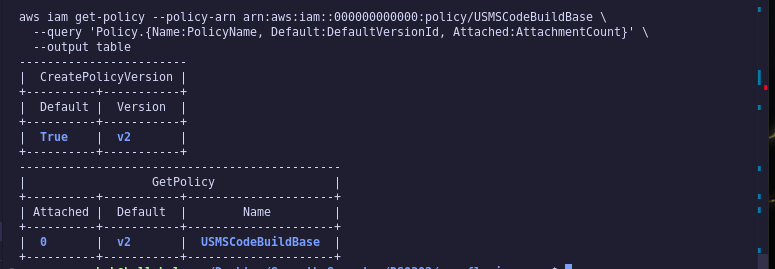 aws iam get-policy --policy-arn arn:aws:iam::000000000000:policy/USMSCodeBuildBase \
  --query 'Policy.{Name:PolicyName, Default:DefaultVersionId, Attached:AttachmentCount}' \
  --output table
-------------------------
|  CreatePolicyVersion  |
+----------+------------+
|  Default |  Version   |
+----------+------------+
|  True    |  v2        |
+----------+------------+
-----------------------------------------------
|                  GetPolicy                  |
+----------+----------+-----------------------+
| Attached |  Default |         Name          |
+----------+----------+-----------------------+
|  0       |  v2      |  USMSCodeBuildBase    |
+----------+----------+-----------------------+